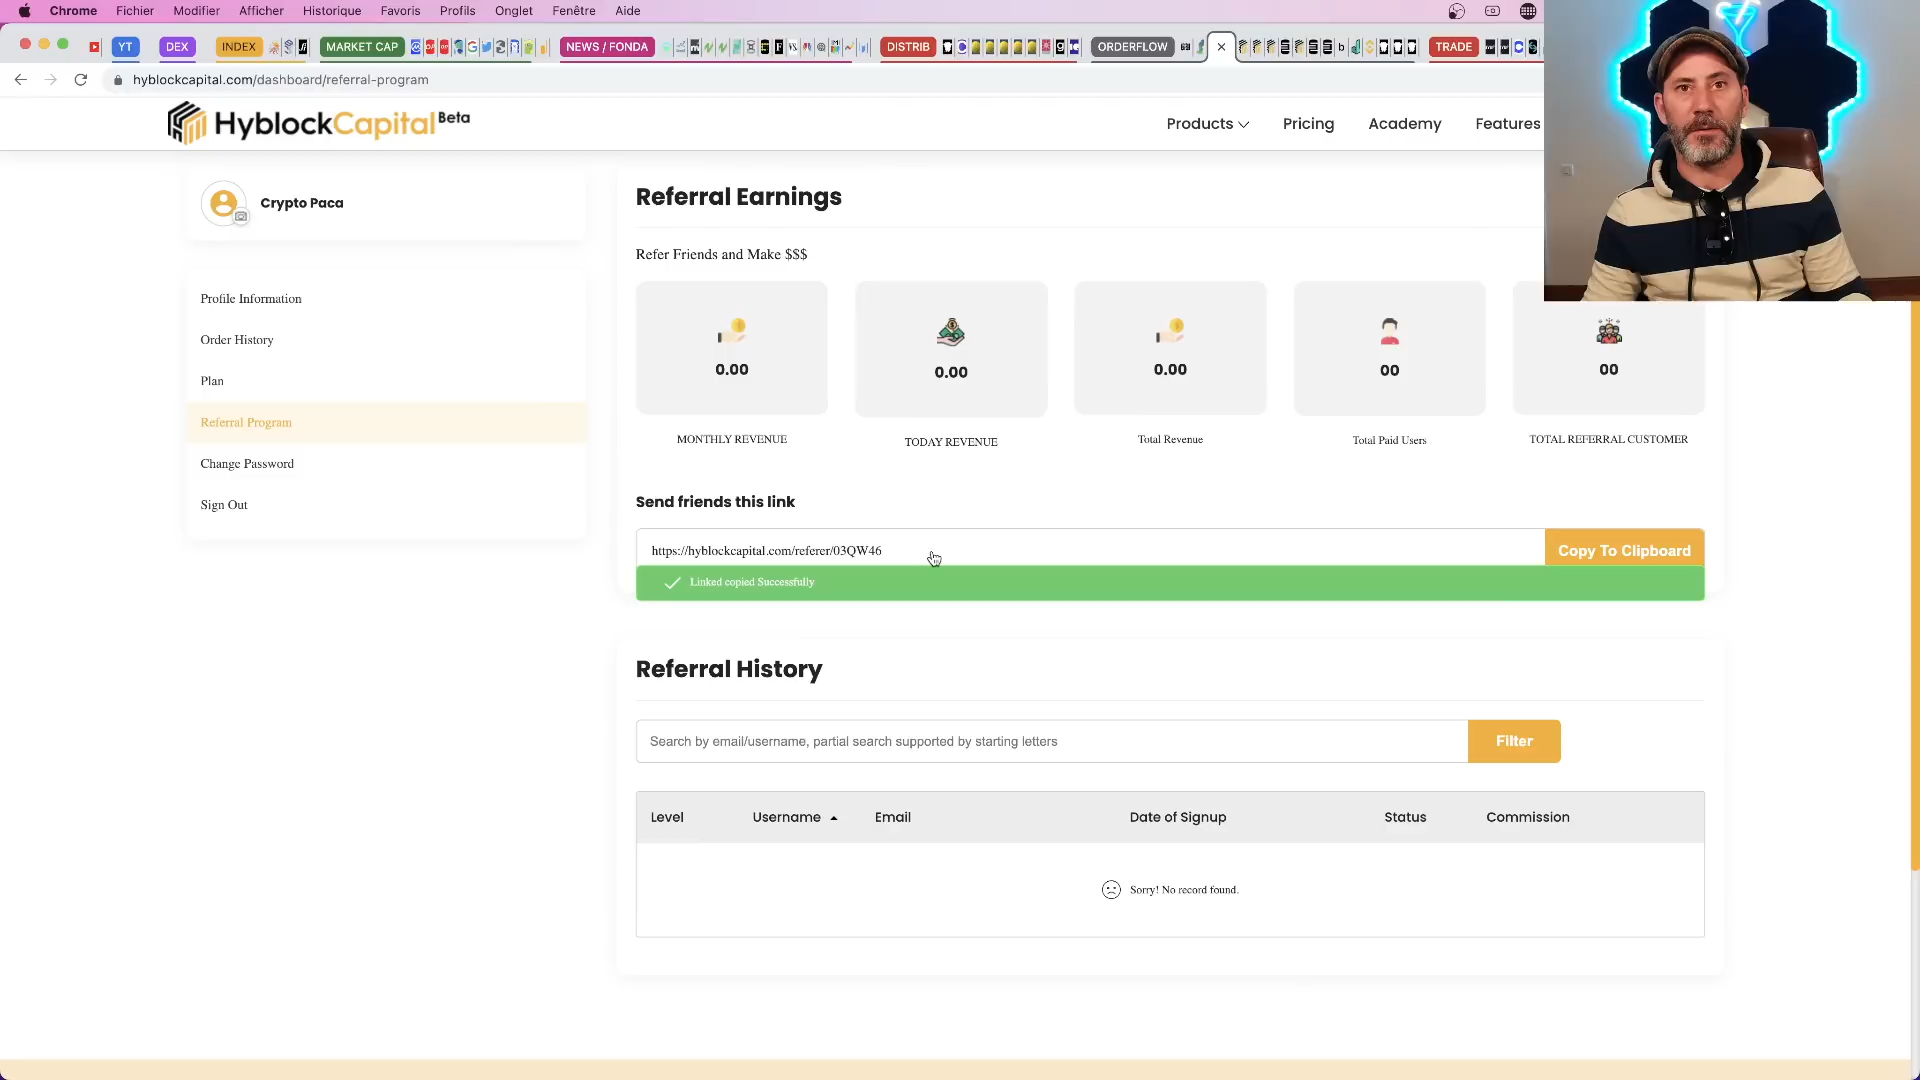 Chrome Fichier Modifier Afficher Historique Favoris Profils Onglet Fenêtre Aide
YT DEX INDEX MARKET CAP NEWS / FONDA DISTRIB ORDERFLOW TRADE
hyblockcapital.com/dashboard/referral-program
HyblockCapital Beta
Products Pricing Academy Features
Crypto Paca
Profile Information
Order History
Plan
Referral Program
Change Password
Sign Out
Referral Earnings
Refer Friends and Make $$$
0.00 0.00 0.00 00 00
MONTHLY REVENUE TODAY REVENUE Total Revenue Total Paid Users TOTAL REFERRAL CUSTOMER
Send friends this link
https://hyblockcapital.com/referer/03QW46 Copy To Clipboard
Linked copied Successfully
Referral History
Search by email/username, partial search supported by starting letters Filter
Level Username Email Date of Signup Status Commission
Sorry! No record found.